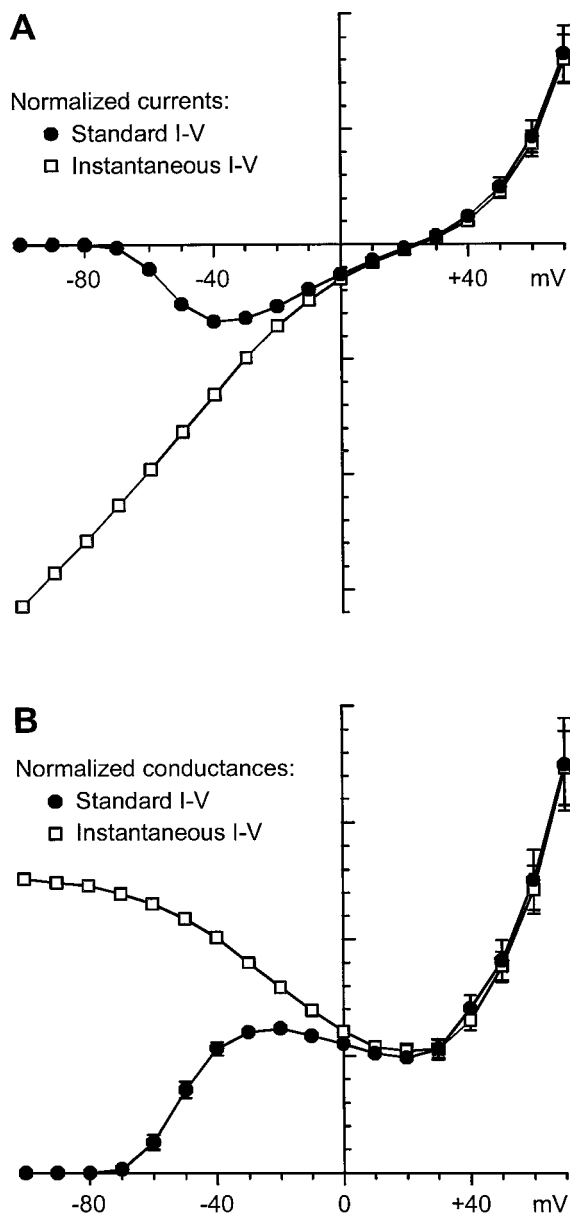 A
Normalized currents:
Standard I-V
Instantaneous I-V
-80 -40 +40 mV
B
Normalized conductances:
Standard I-V
Instantaneous I-V
-80 -40 0 +40 mV